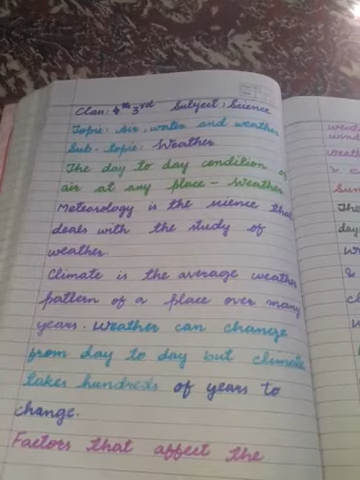 Class: 4th 3rd Subject: Science
Topic: Air, water and weather
Sub-topic: Weather
The day to day condition of
air at any place - Weather
Meteorology is the science that
deals with the study of
weather.
Climate is the average weather
pattern of a place over many
years. Weather can change
from day to day but climate
takes hundreds of years to
change.
Factors that affect the